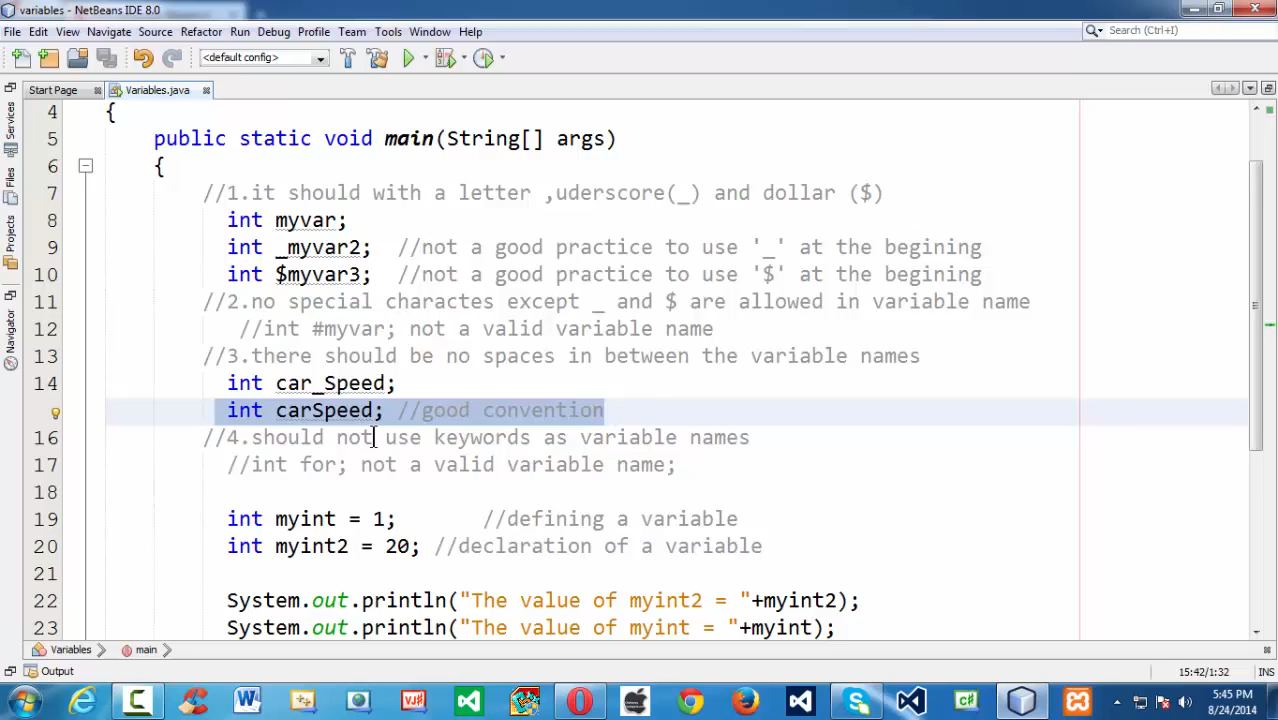 variables - NetBeans IDE 8.0
File Edit View Navigate Source Refactor Run Debug Profile Team Tools Window Help
Search (Ctrl+I)
<default config>
Start Page Variables.java
Services
Files
Projects
Navigator
4 {
5 public static void main(String[] args)
6 {
7 //1.it should with a letter ,uderscore(_) and dollar ($)
8 int myvar;
9 int _myvar2; //not a good practice to use '_' at the begining
10 int $myvar3; //not a good practice to use '$' at the begining
11 //2.no special charactes except _ and $ are allowed in variable name
12 //int #myvar; not a valid variable name
13 //3.there should be no spaces in between the variable names
14 int car_Speed;
int carSpeed; //good convention
16 //4.should not use keywords as variable names
17 //int for; not a valid variable name;
18
19 int myint = 1; //defining a variable
20 int myint2 = 20; //declaration of a variable
21
22 System.out.println("The value of myint2 = "+myint2);
23 System.out.println("The value of myint = "+myint);
Variables main
Output
15:42/1:32 INS
5:45 PM
8/24/2014